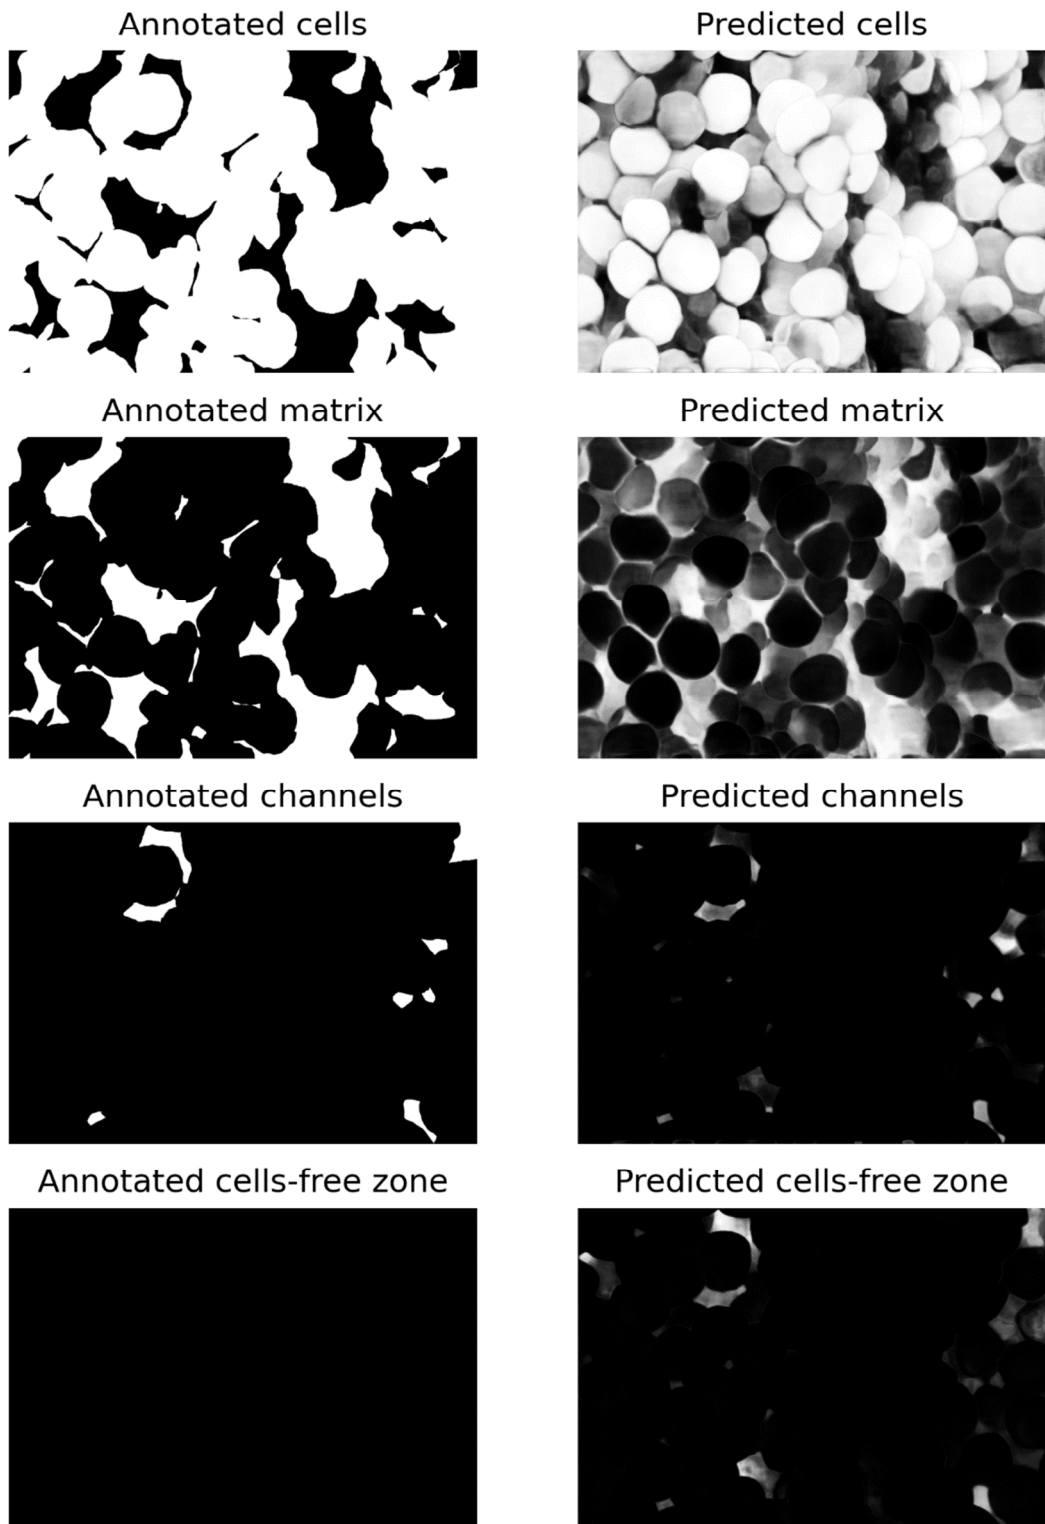 Annotated cells
Predicted cells
Annotated matrix
Predicted matrix
Annotated channels
Predicted channels
Annotated cells-free zone
Predicted cells-free zone